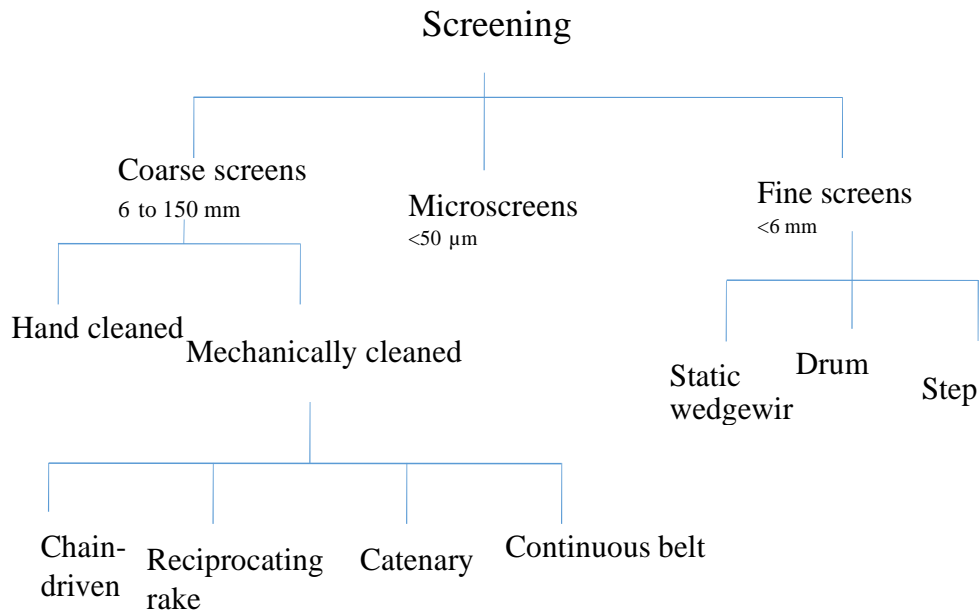 Screening
Coarse screens
6 to 150 mm
Microscreens
<50 µm
Fine screens
<6 mm
Hand cleaned
Mechanically cleaned
Static
wedgewir
Drum
Step
Chain-
driven
Reciprocating
rake
Catenary
Continuous belt